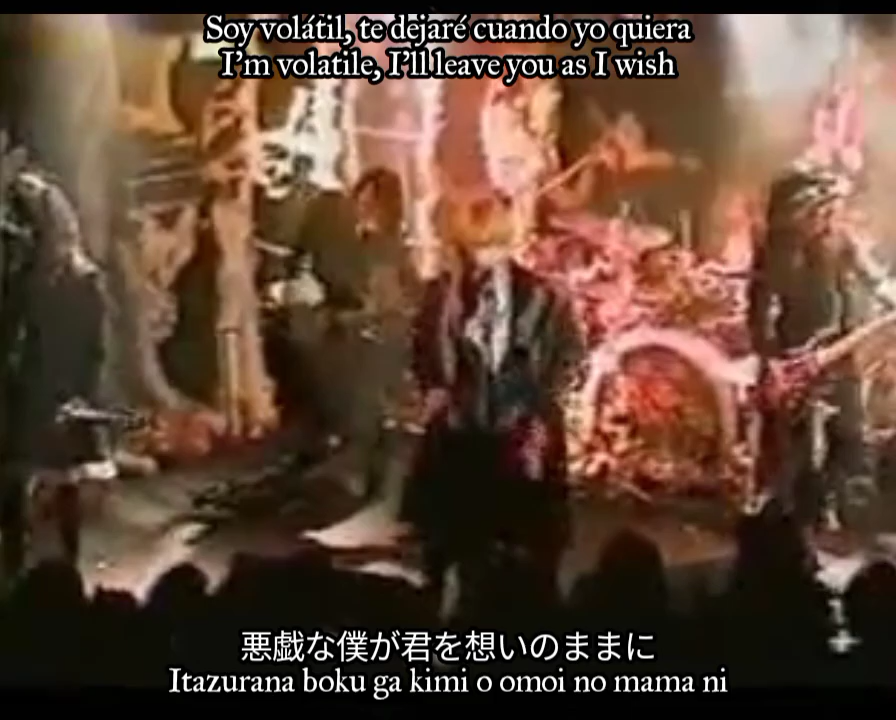 Soy volátil, te dejaré cuando yo quiera
I'm volatile, I'll leave you as I wish
悪戯な僕が君を想いのままに
Itazurana boku ga kimi o omoi no mama ni